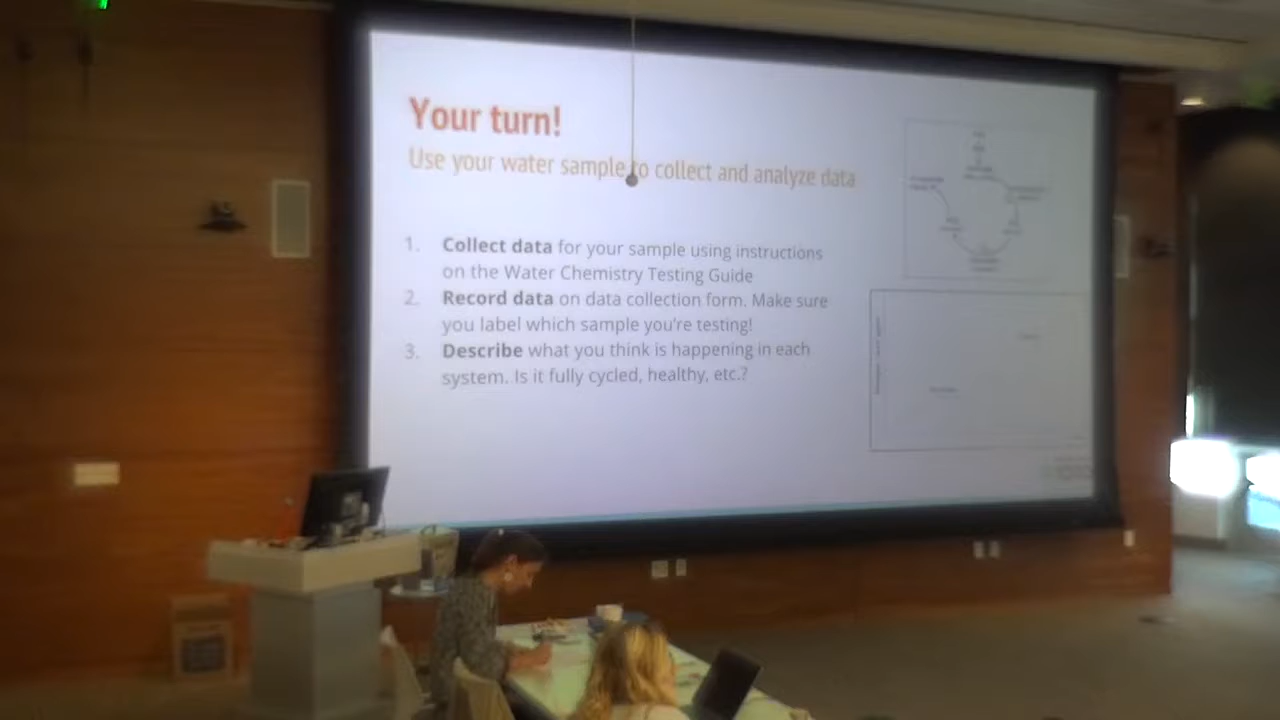 Your turn!
Use your water sample to collect and analyze data
1. Collect data for your sample using instructions
on the Water Chemistry Testing Guide
2. Record data on data collection form. Make sure
you label which sample you're testing!
3. Describe what you think is happening in each
system. Is it fully cycled, healthy, etc.?